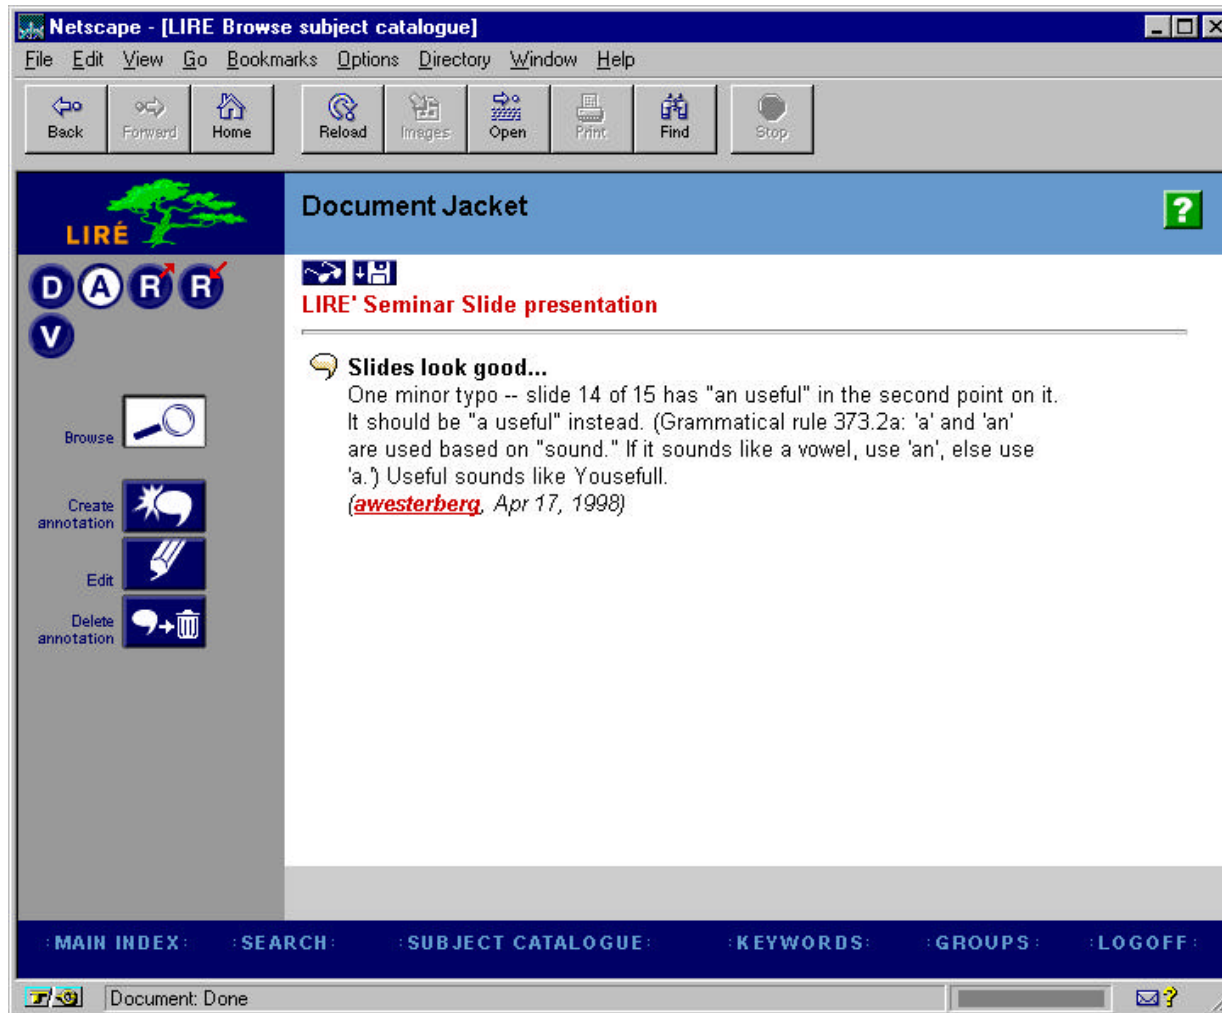 Netscape - [LIRE Browse subject catalogue]
File Edit View Go Bookmarks Options Directory Window Help
Back Forward Home Reload Images Open Print Find Stop
LIRÉ
Document Jacket
?
D A R R
V
LIRE' Seminar Slide presentation
Slides look good...
One minor typo -- slide 14 of 15 has "an useful" in the second point on it.
It should be "a useful" instead. (Grammatical rule 373.2a: 'a' and 'an'
are used based on "sound." If it sounds like a vowel, use 'an', else use
'a.') Useful sounds like Yousefull.
(awesterberg, Apr 17, 1998)
Browse
Create
annotation
Edit
Delete
annotation
:MAIN INDEX: :SEARCH: :SUBJECT CATALOGUE: :KEYWORDS: :GROUPS: :LOGOFF:
Document: Done
?